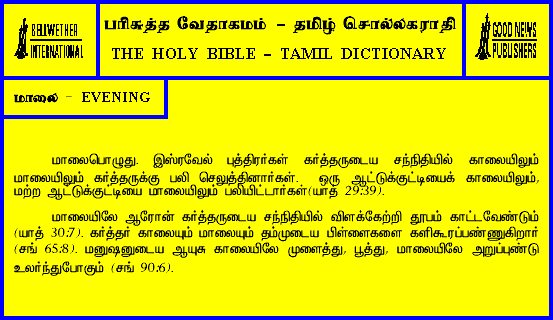 BELLWETHER
INTERNATIONAL
பரிசுத்த வேதாகமம் - தமிழ் சொல்லகராதி
THE HOLY BIBLE - TAMIL DICTIONARY
GOOD NEWS
PUBLISHERS
மாலை - EVENING
மாலைபொழுது. இஸ்ரவேல் புத்திரர்கள் கர்த்தருடைய சந்நிதியில் காலையிலும்
மாலையிலும் கர்த்தருக்கு பலி செலுத்தினார்கள். ஒரு ஆட்டுக்குட்டியைக் காலையிலும்,
மற்ற ஆட்டுக்குட்டியை மாலையிலும் பலியிட்டார்கள்(யாத் 29:39).
மாலையிலே ஆரோன் கர்த்தருடைய சந்நிதியில் விளக்கேற்றி தூபம் காட்டவேண்டும்
(யாத் 30:7). கர்த்தர் காலையும் மாலையும் தம்முடைய பிள்ளைகளை களிகூரப்பண்ணுகிறார்
(சங் 65:8). மனுஷனுடைய ஆயுசு காலையிலே முளைத்து, பூத்து, மாலையிலே அறுப்புண்டு
உலர்ந்துபோகும் (சங் 90:6).